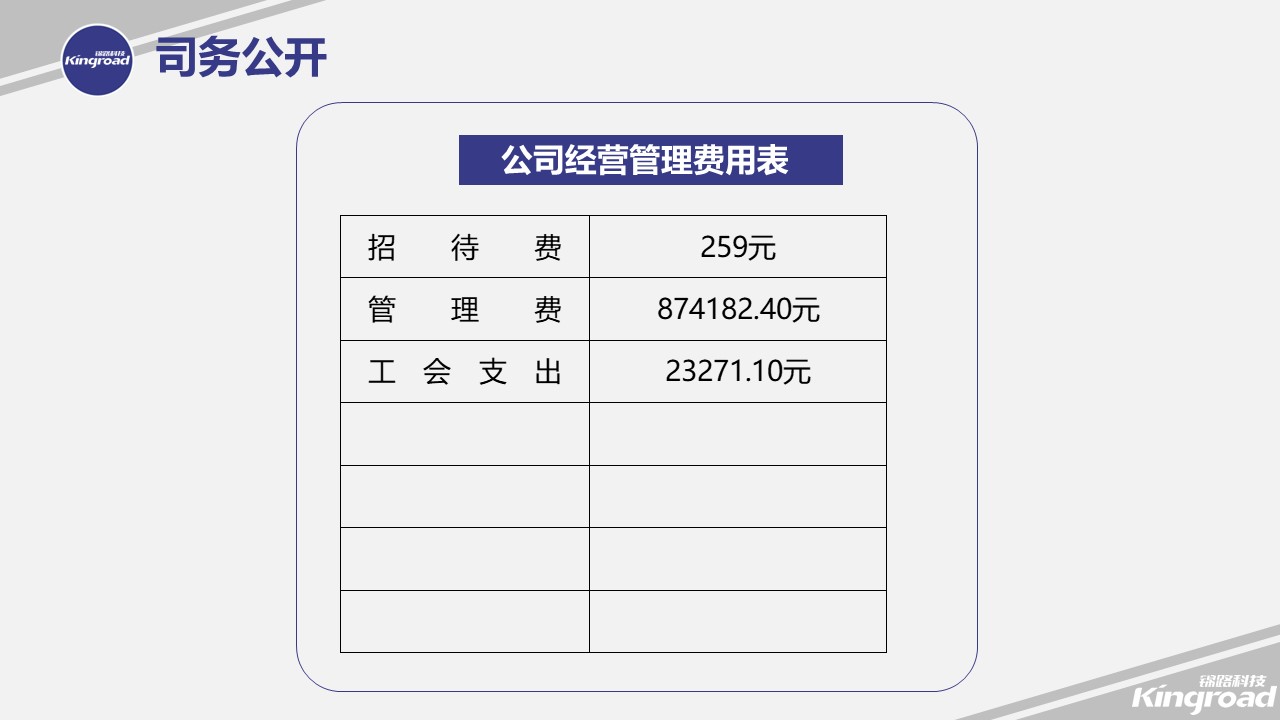 锦路科技
Kingroad
司务公开
公司经营管理费用表
招待费 259元
管理费 874182.40元
工会支出 23271.10元
锦路科技
Kingroad